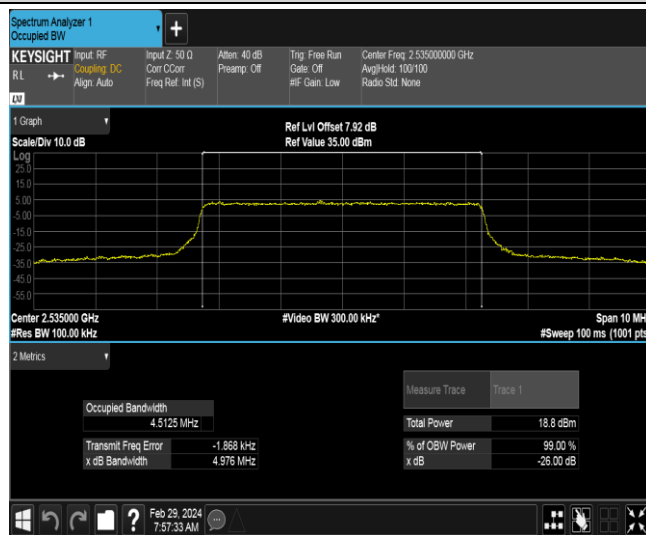 Spectrum Analyzer 1
Occupied BW
+
KEYSIGHT
RL
LXI
Input: RF
Coupling: DC
Align: Auto
Input Z: 50 Ω
Corr CCorr
Freq Ref: Int (S)
Atten: 40 dB
Preamp: Off
Trig: Free Run
Gate: Off
#IF Gain: Low
Center Freq: 2.535000000 GHz
Avg|Hold: 100/100
Radio Std: None
1 Graph
Scale/Div 10.0 dB
Ref Lvl Offset 7.92 dB
Ref Value 35.00 dBm
Log
25.0
15.0
5.00
-5.00
-15.0
-25.0
-35.0
-45.0
-55.0
Center 2.535000 GHz
#Res BW 100.00 kHz
#Video BW 300.00 kHz*
Span 10 MH
#Sweep 100 ms (1001 pts
2 Metrics
Measure Trace Trace 1
Occupied Bandwidth
4.5125 MHz
Total Power 18.8 dBm
Transmit Freq Error -1.868 kHz
% of OBW Power 99.00 %
x dB Bandwidth 4.976 MHz
x dB -26.00 dB
?
Feb 29, 2024
7:57:33 AM